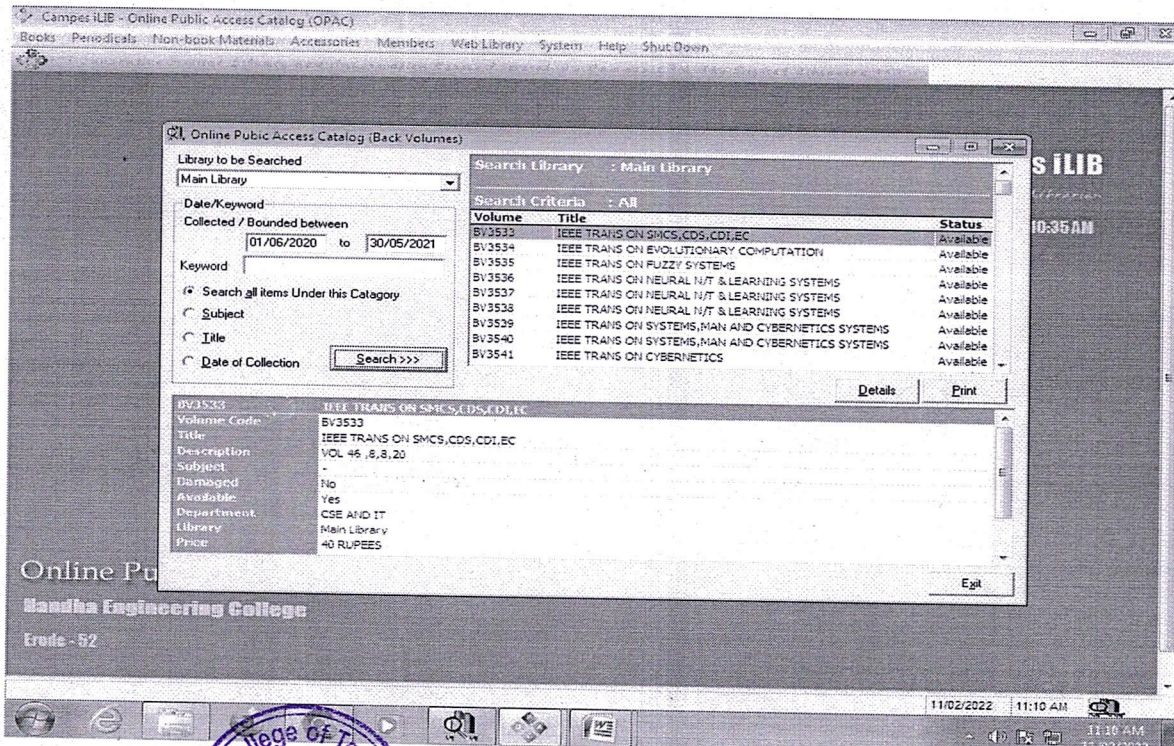 Campes iLIB - Online Public Access Catalog (OPAC)
Books Periodicals Non-book Materials Accessories Members Web Library System Help Shut Down
Online Pubic Access Catalog (Back Volumes)
Library to be Searched
Main Library
Date/Keyword
Collected / Bounded between
01/06/2020 to 30/05/2021
Keyword
Search all items Under this Catagory
Subject
Title
Date of Collection
Search >>>
Search Library : Main Library
Search Criteria : All
Volume Title Status
BV3533 IEEE TRANS ON SMCS,CDS,CDI,EC Available
BV3534 IEEE TRANS ON EVOLUTIONARY COMPUTATION Available
BV3535 IEEE TRANS ON FUZZY SYSTEMS Available
BV3536 IEEE TRANS ON NEURAL N/T & LEARNING SYSTEMS Available
BV3537 IEEE TRANS ON NEURAL N/T & LEARNING SYSTEMS Available
BV3538 IEEE TRANS ON NEURAL N/T & LEARNING SYSTEMS Available
BV3539 IEEE TRANS ON SYSTEMS,MAN AND CYBERNETICS SYSTEMS Available
BV3540 IEEE TRANS ON SYSTEMS,MAN AND CYBERNETICS SYSTEMS Available
BV3541 IEEE TRANS ON CYBERNETICS Available
Details Print
BV3533 IEEE TRANS ON SMCS,CDS,CDI,EC
Volume Code BV3533
Title IEEE TRANS ON SMCS,CDS,CDI,EC
Description VOL 46 ,8,8,20
Subject -
Damaged No
Available Yes
Department CSE AND IT
Library Main Library
Price 40 RUPEES
Exit
s iLIB
10:35 AM
Online Pu
Nandha Engineering College
Erode - 52
11/02/2022 11:10 AM
11:10 AM
llege of T